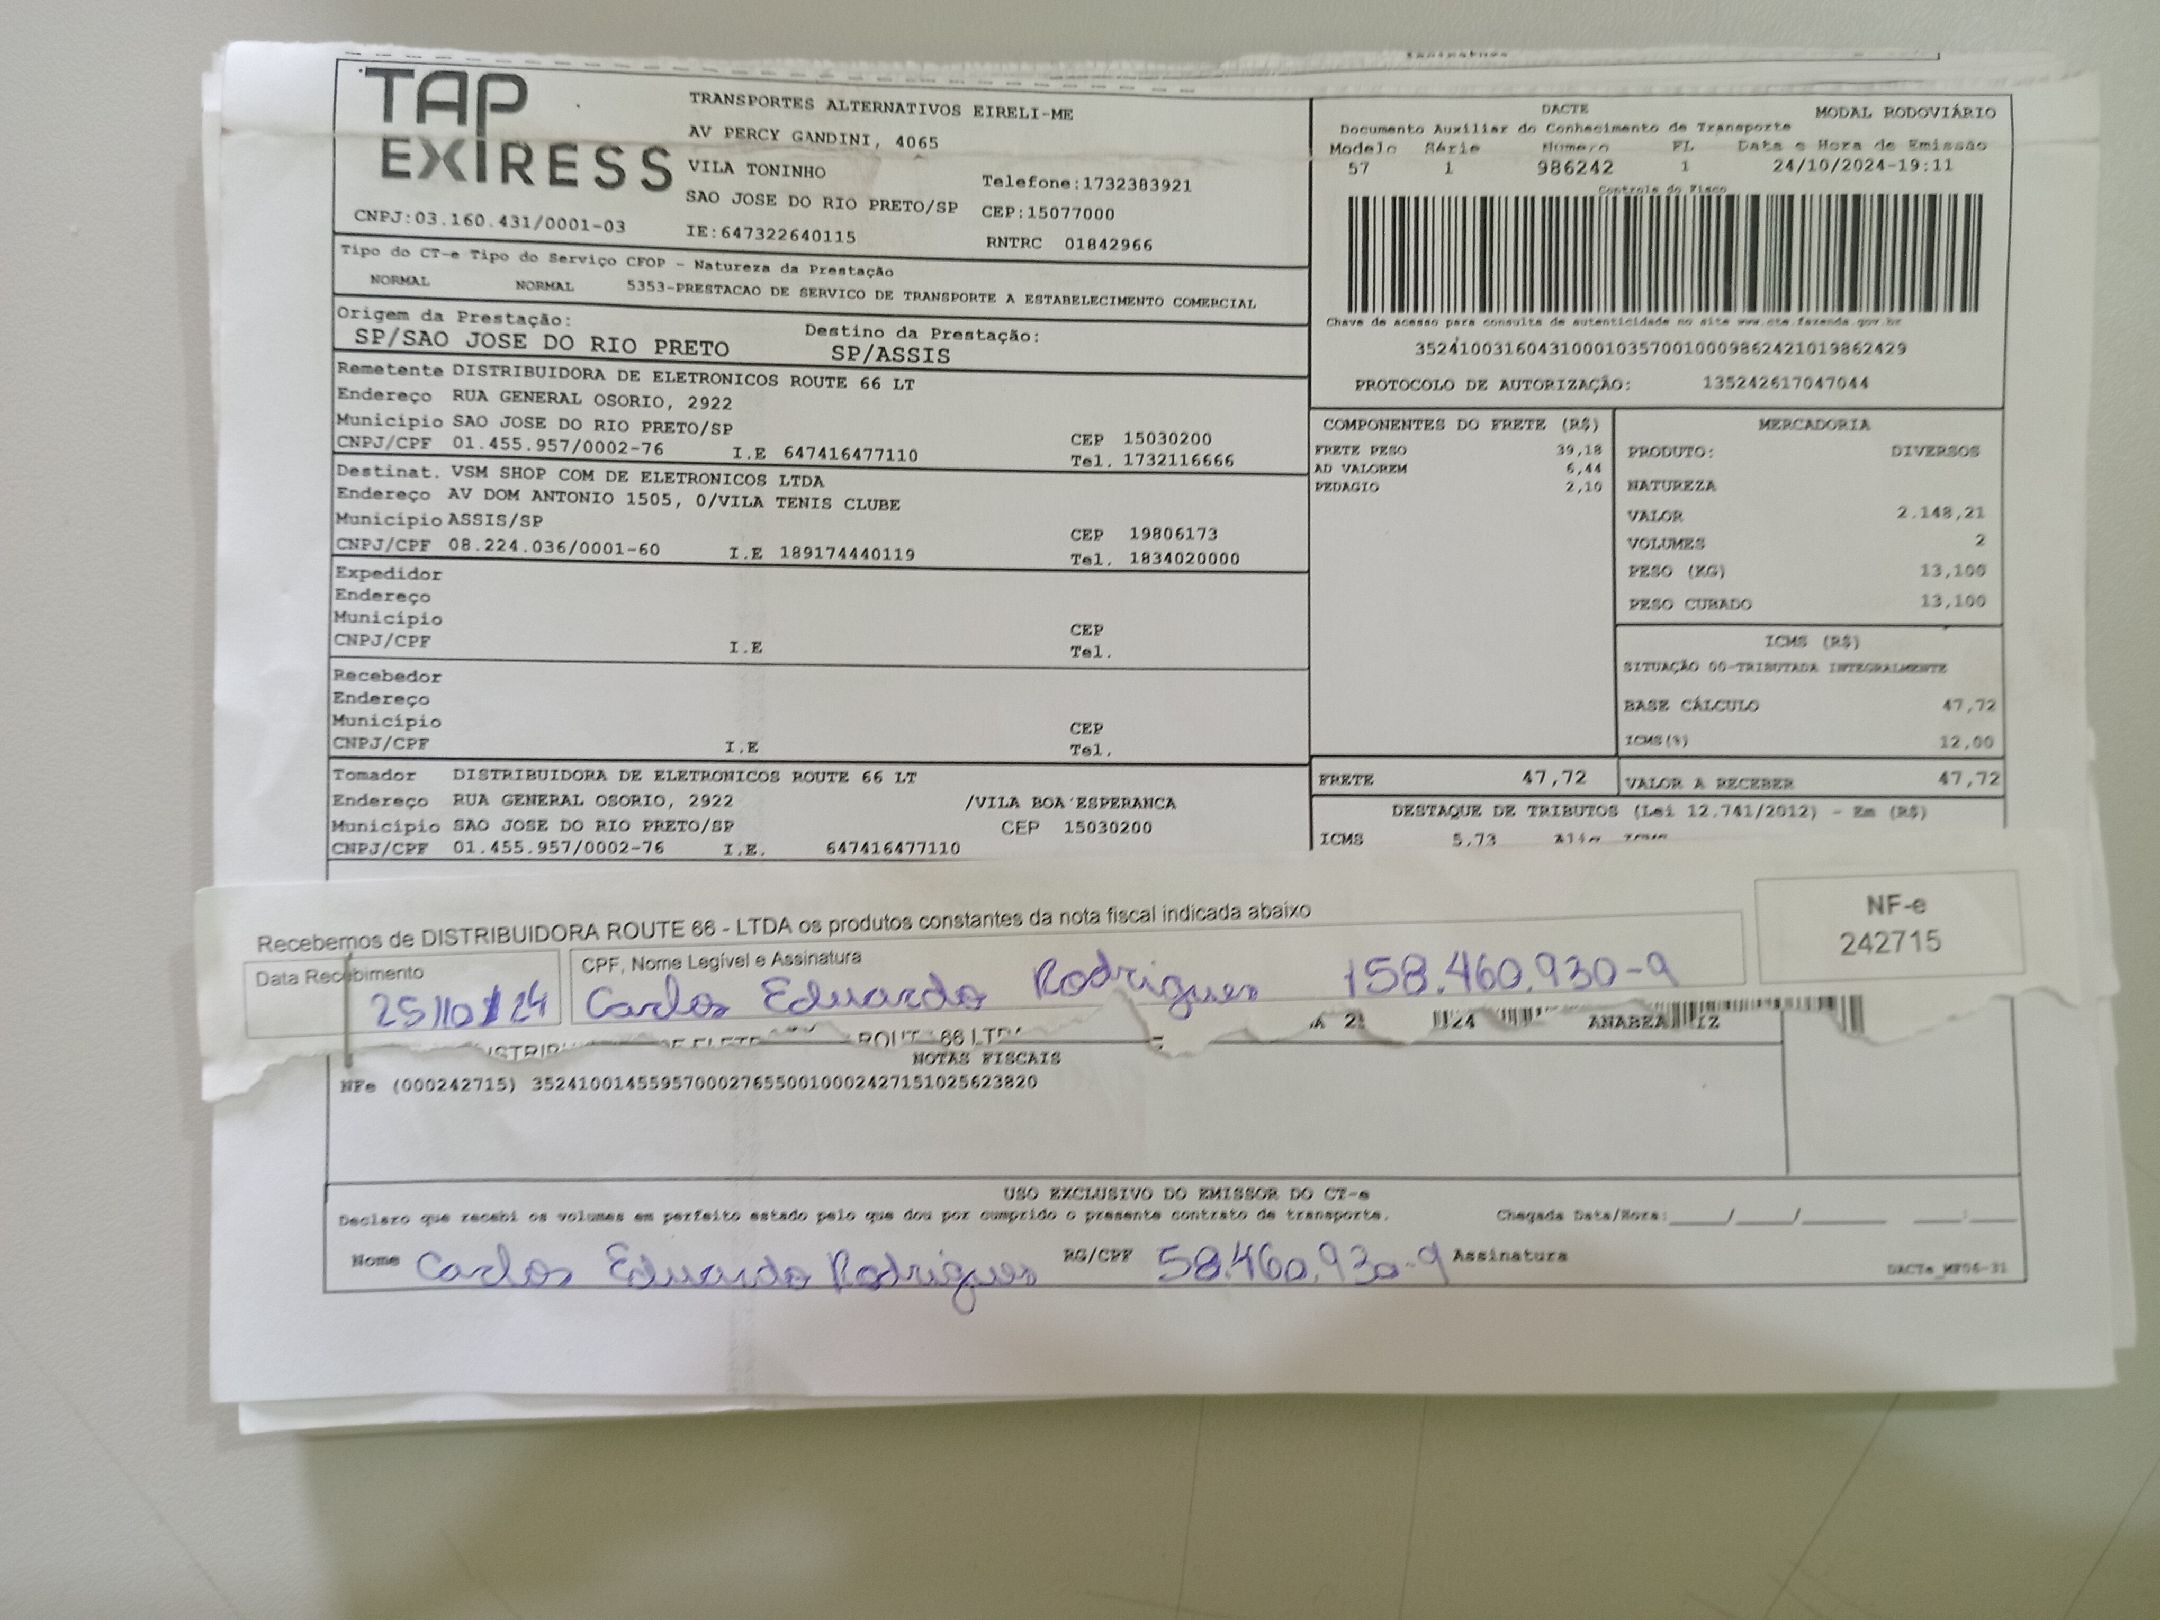 Assinatura
TAP
EXIRESS
CNPJ:03.160.431/0001-03
TRANSPORTES ALTERNATIVOS EIRELI-ME
AV PERCY GANDINI, 4065
VILA TONINHO
SAO JOSE DO RIO PRETO/SP
IE:647322640115
Telefone:1732383921
CEP:15077000
RNTRC 01842966
DACTE MODAL RODOVIÁRIO
Documento Auxiliar do Conhecimento de Transporte
Modelo Série Número FL Data e Hora de Emissão
57 1 986242 1 24/10/2024-19:11
Controle do Fisco
Chave de acesso para consulta de autenticidade no site www.cte.fazenda.gov.br
35241003160431000103570010009862421019862429
PROTOCOLO DE AUTORIZAÇÃO: 135242617047044
Tipo do CT-e Tipo do Serviço CFOP - Natureza da Prestação
NORMAL NORMAL 5353-PRESTACAO DE SERVICO DE TRANSPORTE A ESTABELECIMENTO COMERCIAL
Origem da Prestação: Destino da Prestação:
SP/SAO JOSE DO RIO PRETO SP/ASSIS
Remetente DISTRIBUIDORA DE ELETRONICOS ROUTE 66 LT
Endereço RUA GENERAL OSORIO, 2922
Município SAO JOSE DO RIO PRETO/SP CEP 15030200
CNPJ/CPF 01.455.957/0002-76 I.E 647416477110 Tel. 1732116666
Destinat. VSM SHOP COM DE ELETRONICOS LTDA
Endereço AV DOM ANTONIO 1505, 0/VILA TENIS CLUBE
Município ASSIS/SP CEP 19806173
CNPJ/CPF 08.224.036/0001-60 I.E 189174440119 Tel. 1834020000
Expedidor
Endereço
Município CEP
CNPJ/CPF I.E Tel.
Recebedor
Endereço
Município CEP
CNPJ/CPF I.E Tel.
Tomador DISTRIBUIDORA DE ELETRONICOS ROUTE 66 LT
Endereço RUA GENERAL OSORIO, 2922 /VILA BOA ESPERANCA
Município SAO JOSE DO RIO PRETO/SP CEP 15030200
CNPJ/CPF 01.455.957/0002-76 I.E. 647416477110
COMPONENTES DO FRETE (R$)
FRETE PESO 39,18
AD VALOREM 6,44
PEDAGIO 2,10
MERCADORIA
PRODUTO: DIVERSOS
NATUREZA
VALOR 2.148,21
VOLUMES 2
PESO (KG) 13,100
PESO CUBADO 13,100
ICMS (R$)
SITUAÇÃO 00-TRIBUTADA INTEGRALMENTE
BASE CÁLCULO 47,72
ICMS(%) 12,00
FRETE 47,72 VALOR A RECEBER 47,72
DESTAQUE DE TRIBUTOS (Lei 12.741/2012) - Em (R$)
ICMS 5,73
Recebemos de DISTRIBUIDORA ROUTE 66 - LTDA os produtos constantes da nota fiscal indicada abaixo
NF-e
242715
Data Recebimento CPF, Nome Legível e Assinatura
25/10/24 Carlos Eduardo Rodrigues 158.460.930-9
NOTAS FISCAIS
NFe (000242715) 35241001455957000276550010002427151025623820
USO EXCLUSIVO DO EMISSOR DO CT-e
Declaro que recebi os volumes em perfeito estado pelo que dou por cumprido o presente contrato de transporte. Chegada Data/Hora:____/____/________ ____:____
Nome Carlos Eduardo Rodrigues RG/CPF 58.460.930-9 Assinatura
DACTe_MF06-31